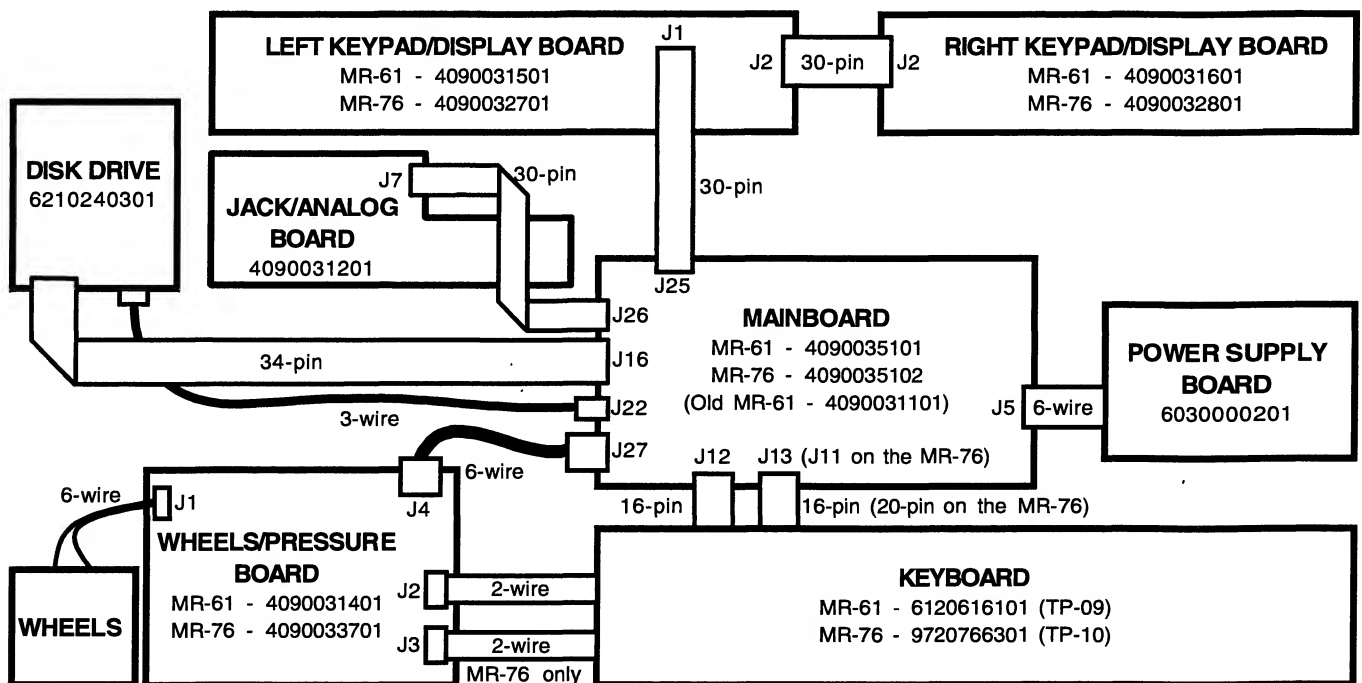 LEFT KEYPAD/DISPLAY BOARD
MR-61 - 4090031501
MR-76 - 4090032701
J1
J2
30-pin
J2
RIGHT KEYPAD/DISPLAY BOARD
MR-61 - 4090031601
MR-76 - 4090032801
DISK DRIVE
6210240301
J7
30-pin
JACK/ANALOG
BOARD
4090031201
30-pin
J25
J26
J16
34-pin
J22
3-wire
J27
6-wire
MAINBOARD
MR-61 - 4090035101
MR-76 - 4090035102
(Old MR-61 - 4090031101)
J5
6-wire
POWER SUPPLY
BOARD
6030000201
J12
J13 (J11 on the MR-76)
16-pin
16-pin (20-pin on the MR-76)
6-wire
J1
J4
WHEELS/PRESSURE
BOARD
MR-61 - 4090031401
MR-76 - 4090033701
J2
2-wire
J3
2-wire
MR-76 only
WHEELS
KEYBOARD
MR-61 - 6120616101 (TP-09)
MR-76 - 9720766301 (TP-10)